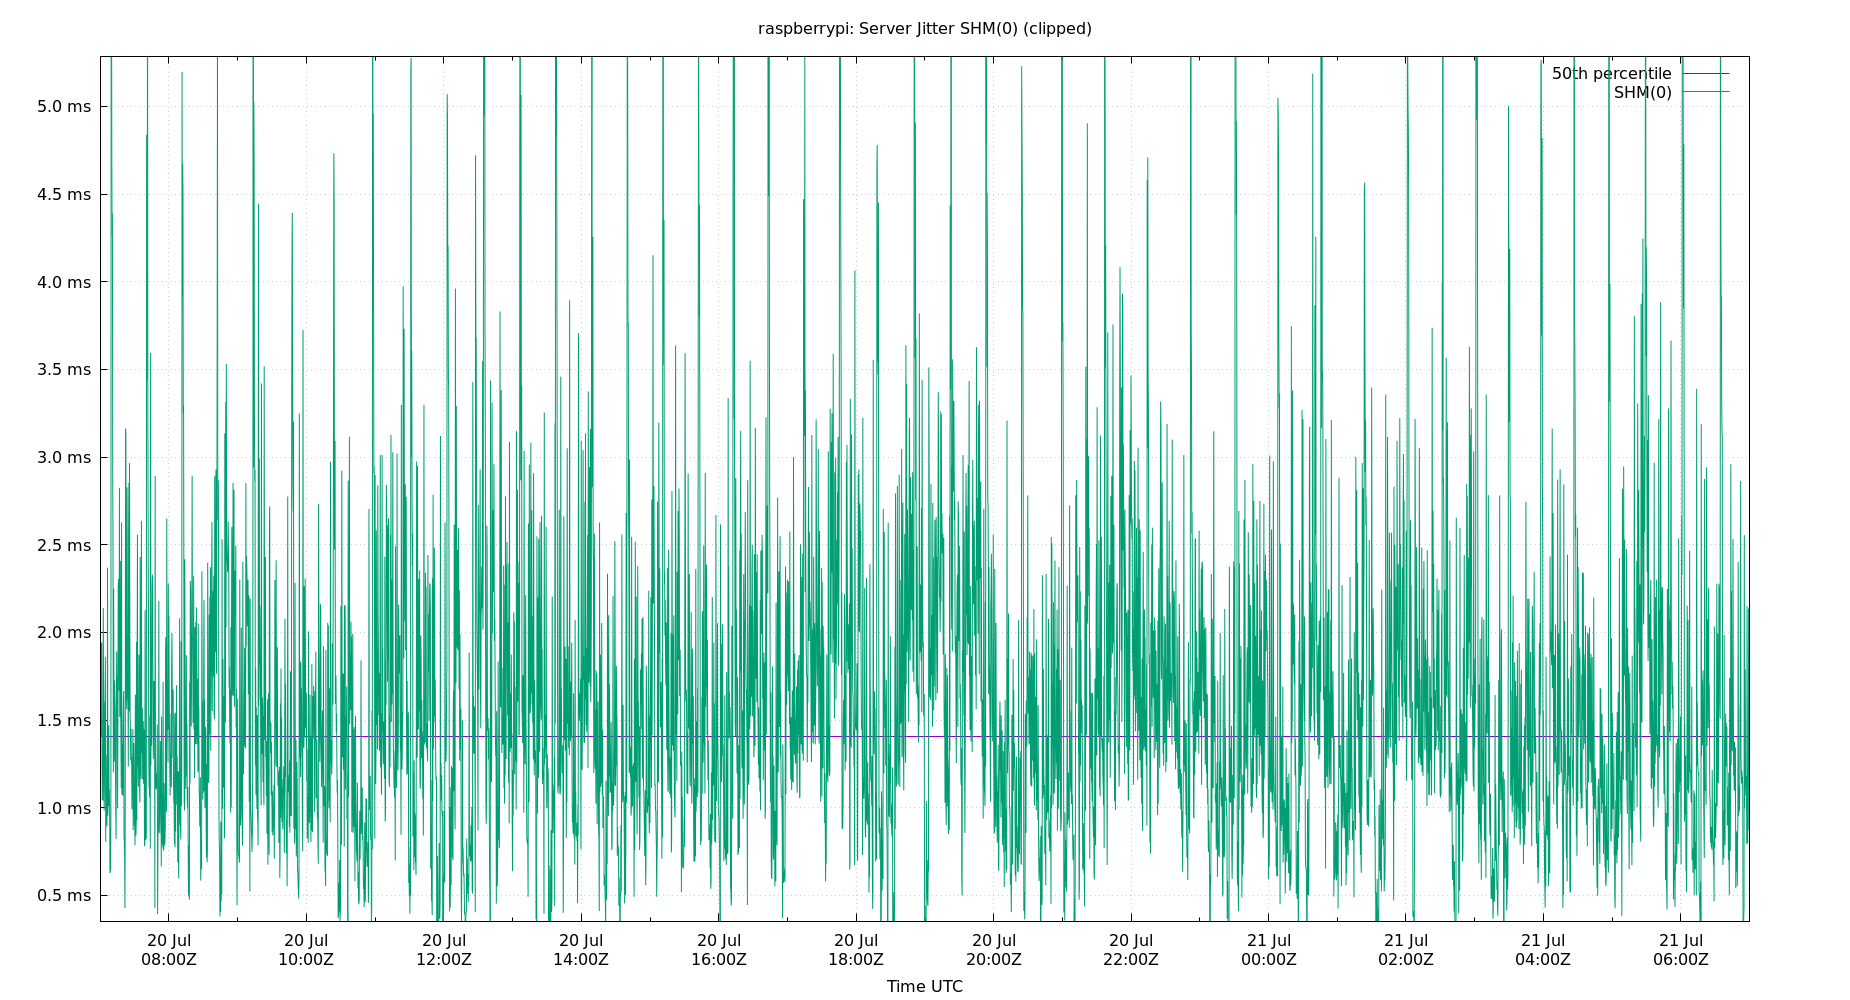 raspberrypi: Server Jitter SHM(0) (clipped)
50th percentile
SHM(0)
5.0 ms
4.5 ms
4.0 ms
3.5 ms
3.0 ms
2.5 ms
2.0 ms
1.5 ms
1.0 ms
0.5 ms
20 Jul 20 Jul 20 Jul 20 Jul 20 Jul 20 Jul 20 Jul 20 Jul 21 Jul 21 Jul 21 Jul 21 Jul
08:00Z 10:00Z 12:00Z 14:00Z 16:00Z 18:00Z 20:00Z 22:00Z 00:00Z 02:00Z 04:00Z 06:00Z
Time UTC